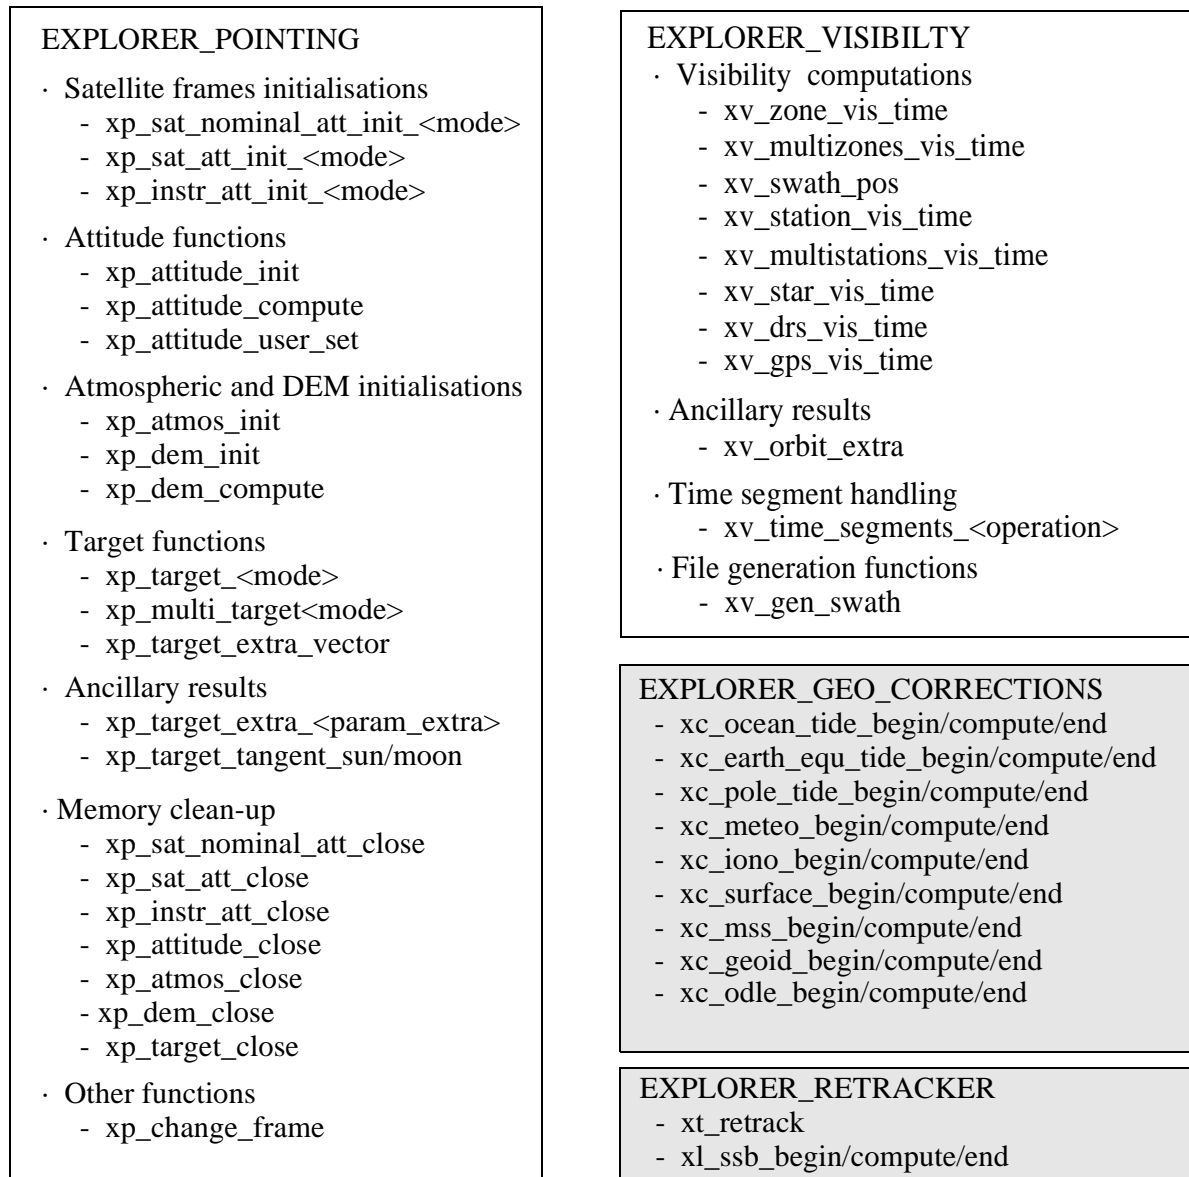 EXPLORER_POINTING
· Satellite frames initialisations
- xp_sat_nominal_att_init_<mode>
- xp_sat_att_init_<mode>
- xp_instr_att_init_<mode>
· Attitude functions
- xp_attitude_init
- xp_attitude_compute
- xp_attitude_user_set
· Atmospheric and DEM initialisations
- xp_atmos_init
- xp_dem_init
- xp_dem_compute
· Target functions
- xp_target_<mode>
- xp_multi_target<mode>
- xp_target_extra_vector
· Ancillary results
- xp_target_extra_<param_extra>
- xp_target_tangent_sun/moon
· Memory clean-up
- xp_sat_nominal_att_close
- xp_sat_att_close
- xp_instr_att_close
- xp_attitude_close
- xp_atmos_close
- xp_dem_close
- xp_target_close
· Other functions
- xp_change_frame
EXPLORER_VISIBILTY
· Visibility computations
- xv_zone_vis_time
- xv_multizones_vis_time
- xv_swath_pos
- xv_station_vis_time
- xv_multistations_vis_time
- xv_star_vis_time
- xv_drs_vis_time
- xv_gps_vis_time
· Ancillary results
- xv_orbit_extra
· Time segment handling
- xv_time_segments_<operation>
· File generation functions
- xv_gen_swath
EXPLORER_GEO_CORRECTIONS
- xc_ocean_tide_begin/compute/end
- xc_earth_equ_tide_begin/compute/end
- xc_pole_tide_begin/compute/end
- xc_meteo_begin/compute/end
- xc_iono_begin/compute/end
- xc_surface_begin/compute/end
- xc_mss_begin/compute/end
- xc_geoid_begin/compute/end
- xc_odle_begin/compute/end
EXPLORER_RETRACKER
- xt_retrack
- xl_ssb_begin/compute/end